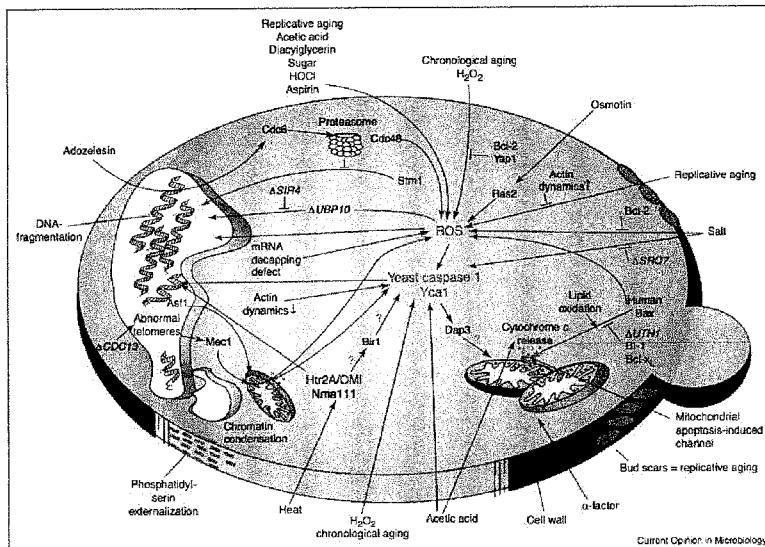 Replicative aging
Acetic acid
Diacylglycerin
Sugar
HOCl
Aspirin
Chronological aging
H₂O₂
Osmotin
Proteasome
Cdc6
Cdc48
Bcl-2
Yap1
Adozelesin
Stm1
Ras2
Actin
dynamics↑
Replicative aging
ΔSIR4
Bcl-2
DNA-
fragmentation
ΔUBP10
ROS
Salt
mRNA
decapping
defect
ΔSRO7
Yeast caspase 1
Yca1
Asf1
Actin
dynamics↓
Lipid
oxidation
Human
Bax
Abnormal
telomeres
Dap3
Cytochrome c
release
ΔCDC13
Mec1
?
Bir1
?
?
ΔUTH1
BI-1
Bcl-xL
Htr2A/OMI
Nma111
Chromatin
condensation
Mitochondrial
apoptosis-induced
channel
Phosphatidyl-
serin
externalization
Bud scars = replicative aging
Heat
H₂O₂
chronological aging
Acetic acid
Cell wall
α-factor
Current Opinion in Microbiology